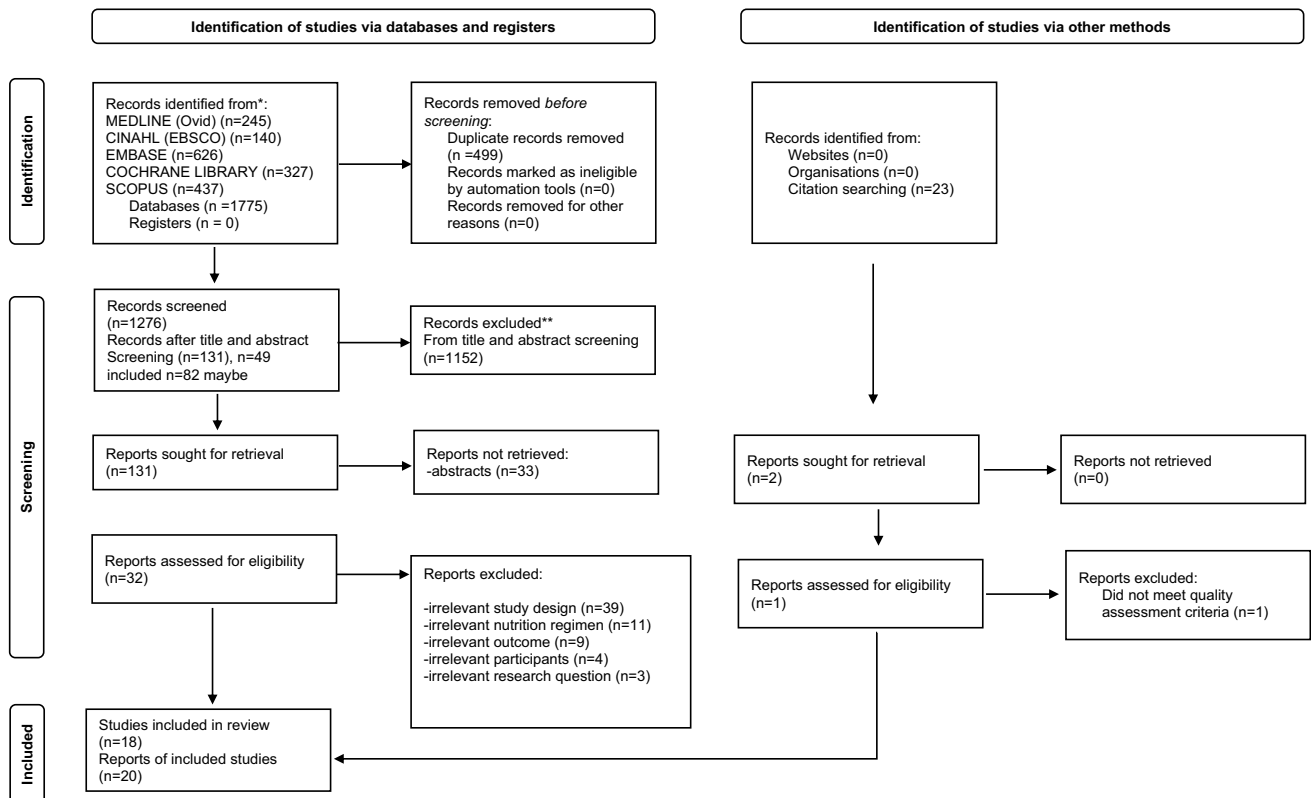 Identification of studies via databases and registers
Identification of studies via other methods
Identification
Records identified from*:
MEDLINE (Ovid) (n=245)
CINAHL (EBSCO) (n=140)
EMBASE (n=626)
COCHRANE LIBRARY (n=327)
SCOPUS (n=437)
Databases (n =1775)
Registers (n = 0)
Records removed before
screening:
Duplicate records removed
(n =499)
Records marked as ineligible
by automation tools (n=0)
Records removed for other
reasons (n=0)
Records identified from:
Websites (n=0)
Organisations (n=0)
Citation searching (n=23)
Screening
Records screened
(n=1276)
Records after title and abstract
Screening (n=131), n=49
included n=82 maybe
Records excluded**
From title and abstract screening
(n=1152)
Reports sought for retrieval
(n=131)
Reports not retrieved:
-abstracts (n=33)
Reports sought for retrieval
(n=2)
Reports not retrieved
(n=0)
Reports assessed for eligibility
(n=32)
Reports excluded:
-irrelevant study design (n=39)
-irrelevant nutrition regimen (n=11)
-irrelevant outcome (n=9)
-irrelevant participants (n=4)
-irrelevant research question (n=3)
Reports assessed for eligibility
(n=1)
Reports excluded:
Did not meet quality
assessment criteria (n=1)
Included
Studies included in review
(n=18)
Reports of included studies
(n=20)